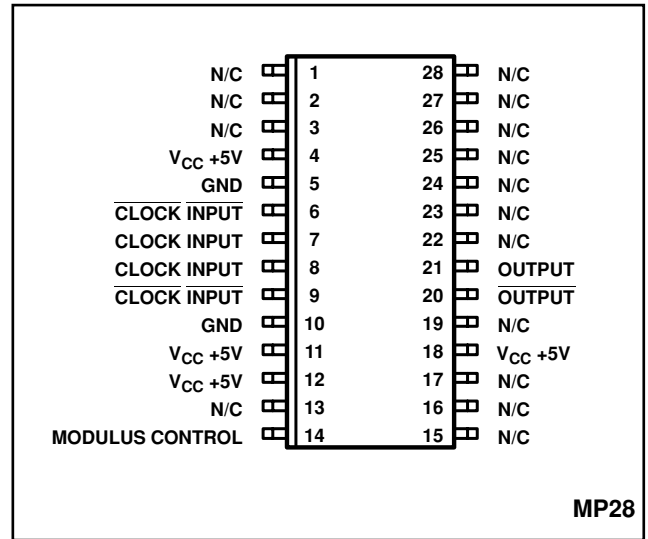 N/C 1 28 N/C
N/C 2 27 N/C
N/C 3 26 N/C
VCC +5V 4 25 N/C
GND 5 24 N/C
CLOCK INPUT 6 23 N/C
CLOCK INPUT 7 22 N/C
CLOCK INPUT 8 21 OUTPUT
CLOCK INPUT 9 20 OUTPUT
GND 10 19 N/C
VCC +5V 11 18 VCC +5V
VCC +5V 12 17 N/C
N/C 13 16 N/C
MODULUS CONTROL 14 15 N/C
MP28